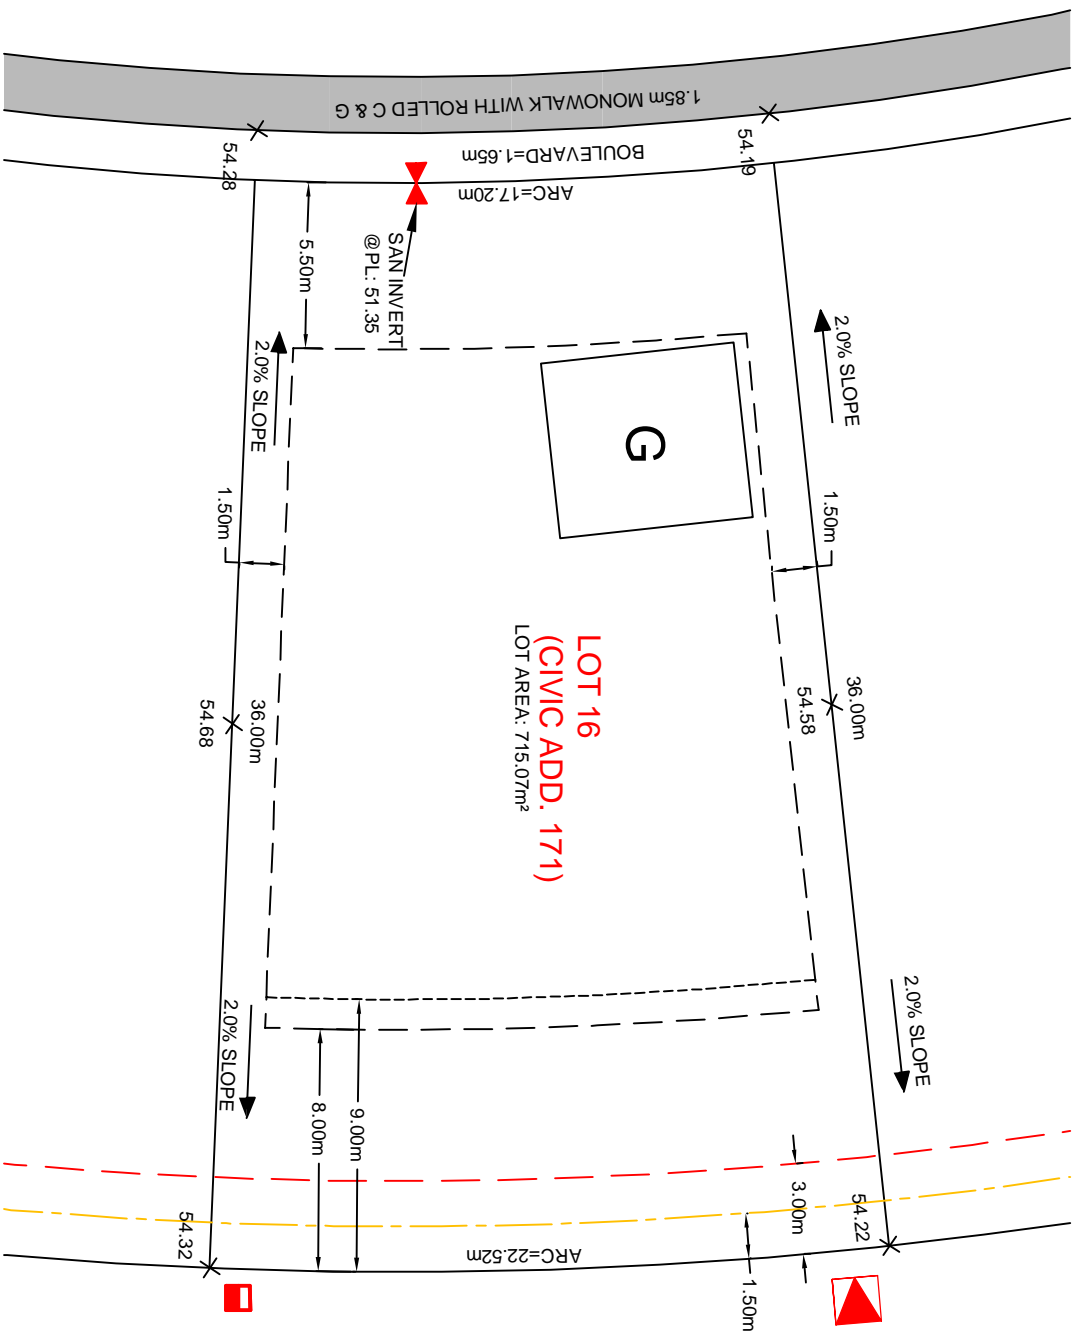 1.85m MONOWALK WITH ROLLED C & G
BOULEVARD=1.65m
54.19
54.28
ARC=17.20m
SAN INVERT
@PL: 51.35
5.50m
2.0% SLOPE
2.0% SLOPE
G
1.50m
1.50m
LOT 16
(CIVIC ADD. 171)
LOT AREA: 715.07m²
36.00m
54.58
36.00m
54.68
2.0% SLOPE
2.0% SLOPE
9.00m
8.00m
3.00m
54.22
54.32
ARC=22.52m
1.50m